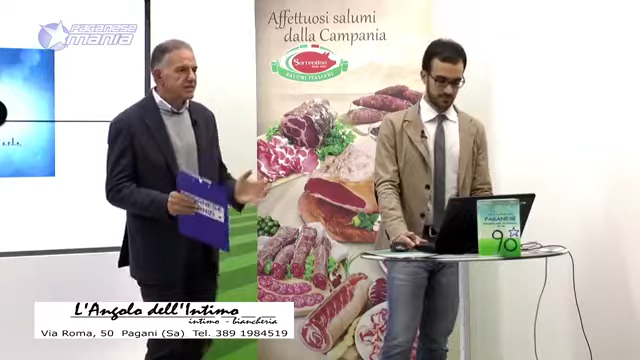 PAGANESE
mania
Affettuosi salumi
dalla Campania
Sorrentino
SALUMI ITALIANI
s.r.l.
PAGANESE
90
L'Angolo dell'Intimo
intimo - biancheria
Via Roma, 50 Pagani (Sa) Tel. 389 1984519